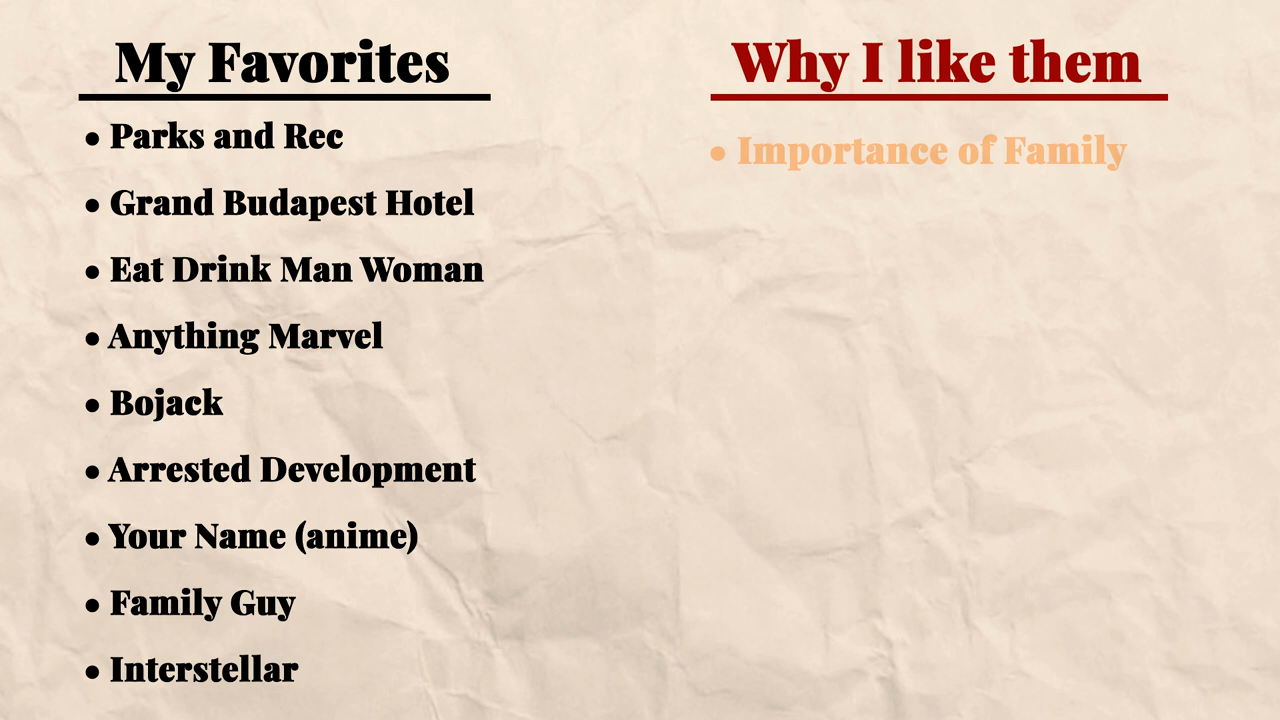 My Favorites
• Parks and Rec
• Grand Budapest Hotel
• Eat Drink Man Woman
• Anything Marvel
• Bojack
• Arrested Development
• Your Name (anime)
• Family Guy
• Interstellar
Why I like them
• Importance of Family